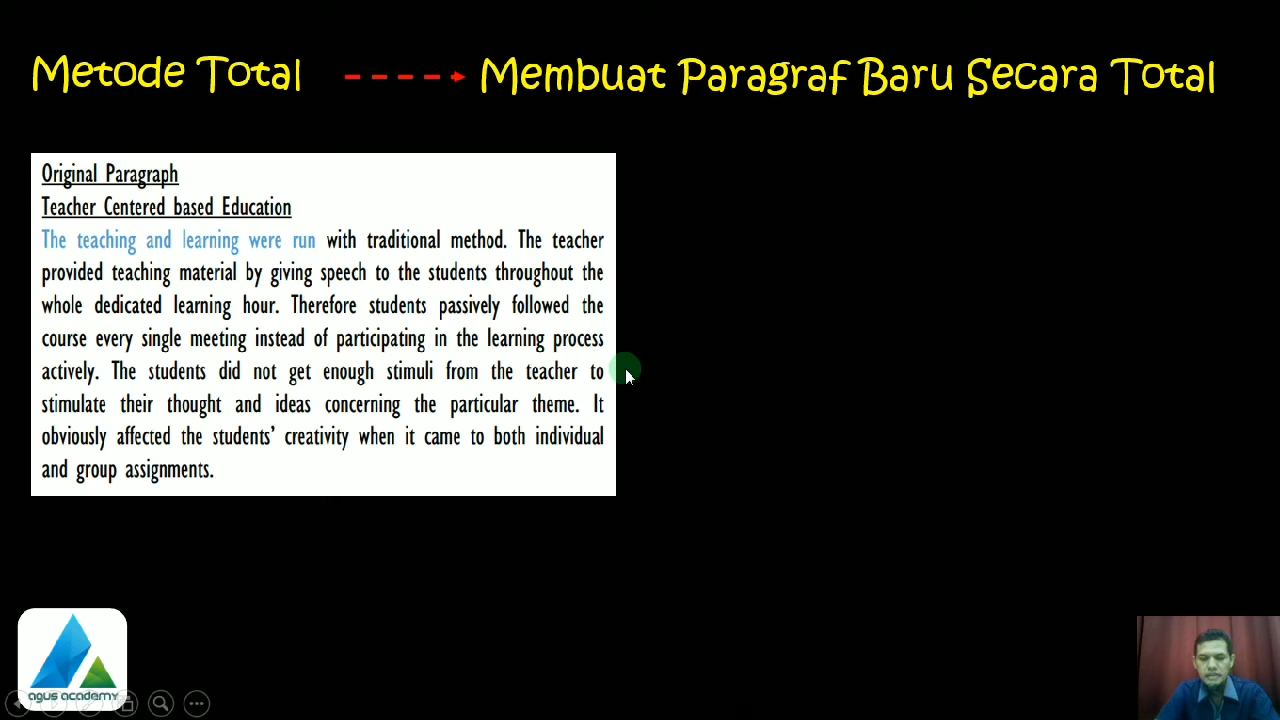 Metode Total Membuat Paragraf Baru Secara Total
Original Paragraph
Teacher Centered based Education
The teaching and learning were run with traditional method. The teacher
provided teaching material by giving speech to the students throughout the
whole dedicated learning hour. Therefore students passively followed the
course every single meeting instead of participating in the learning process
actively. The students did not get enough stimuli from the teacher to
stimulate their thought and ideas concerning the particular theme. It
obviously affected the students’ creativity when it came to both individual
and group assignments.
agus academy